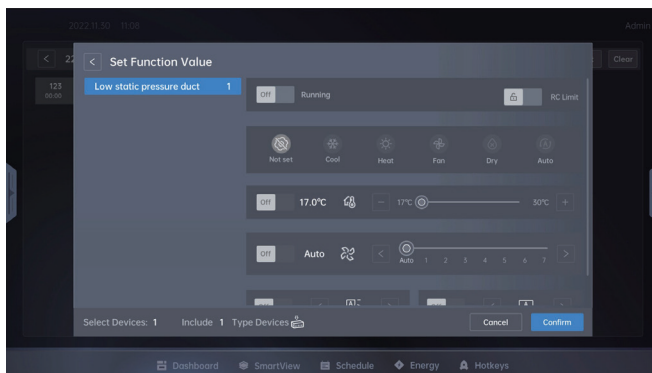 2022.11.30 11:08
Admin
22
Clear
123
00:00
Set Function Value
Low static pressure duct 1
Off Running
RC Limit
Not set Cool Heat Fan Dry Auto
Off 17.0°C − 17°C 30°C +
Off Auto < Auto 1 2 3 4 5 6 7 >
Select Devices: 1 Include 1 Type Devices
Cancel Confirm
Dashboard SmartView Schedule Energy Hotkeys